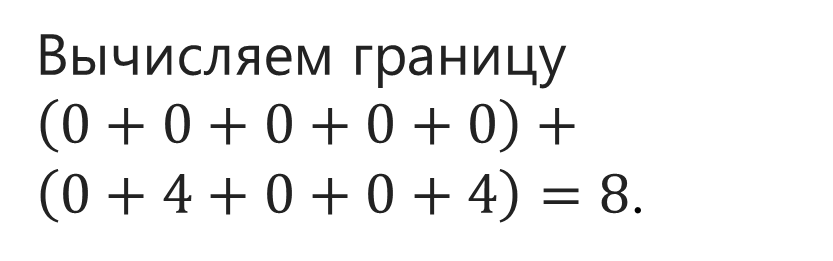 Вычисляем границу
(0 + 0 + 0 + 0 + 0) +
(0 + 4 + 0 + 0 + 4) = 8.